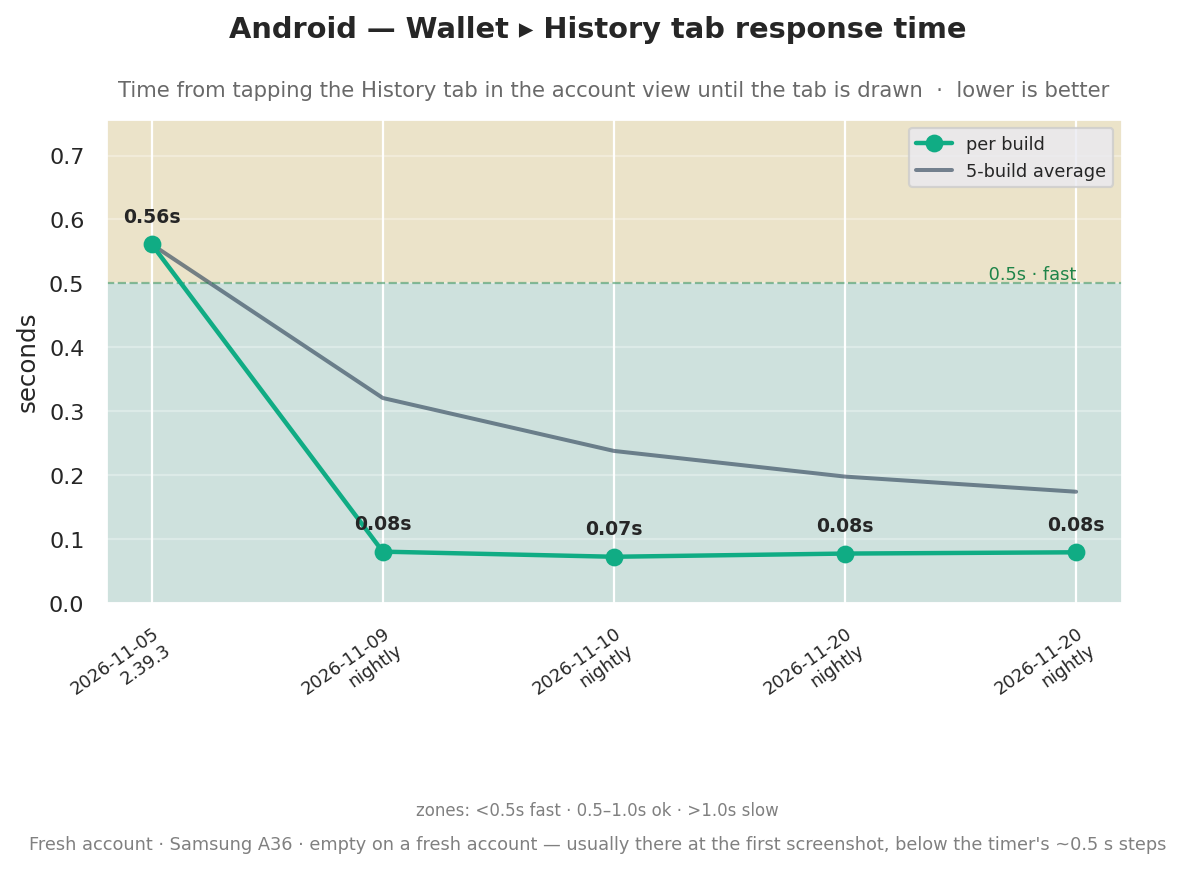 Android — Wallet ▸ History tab response time
Time from tapping the History tab in the account view until the tab is drawn · lower is better
per build
5-build average
0.7
0.6
0.5
0.4
0.3
0.2
0.1
0.0
seconds
0.56s
0.5s · fast
0.08s
0.07s
0.08s
0.08s
2026-11-05
2.39.3
2026-11-09
nightly
2026-11-10
nightly
2026-11-20
nightly
2026-11-20
nightly
zones: <0.5s fast · 0.5–1.0s ok · >1.0s slow
Fresh account · Samsung A36 · empty on a fresh account — usually there at the first screenshot, below the timer's ~0.5 s steps